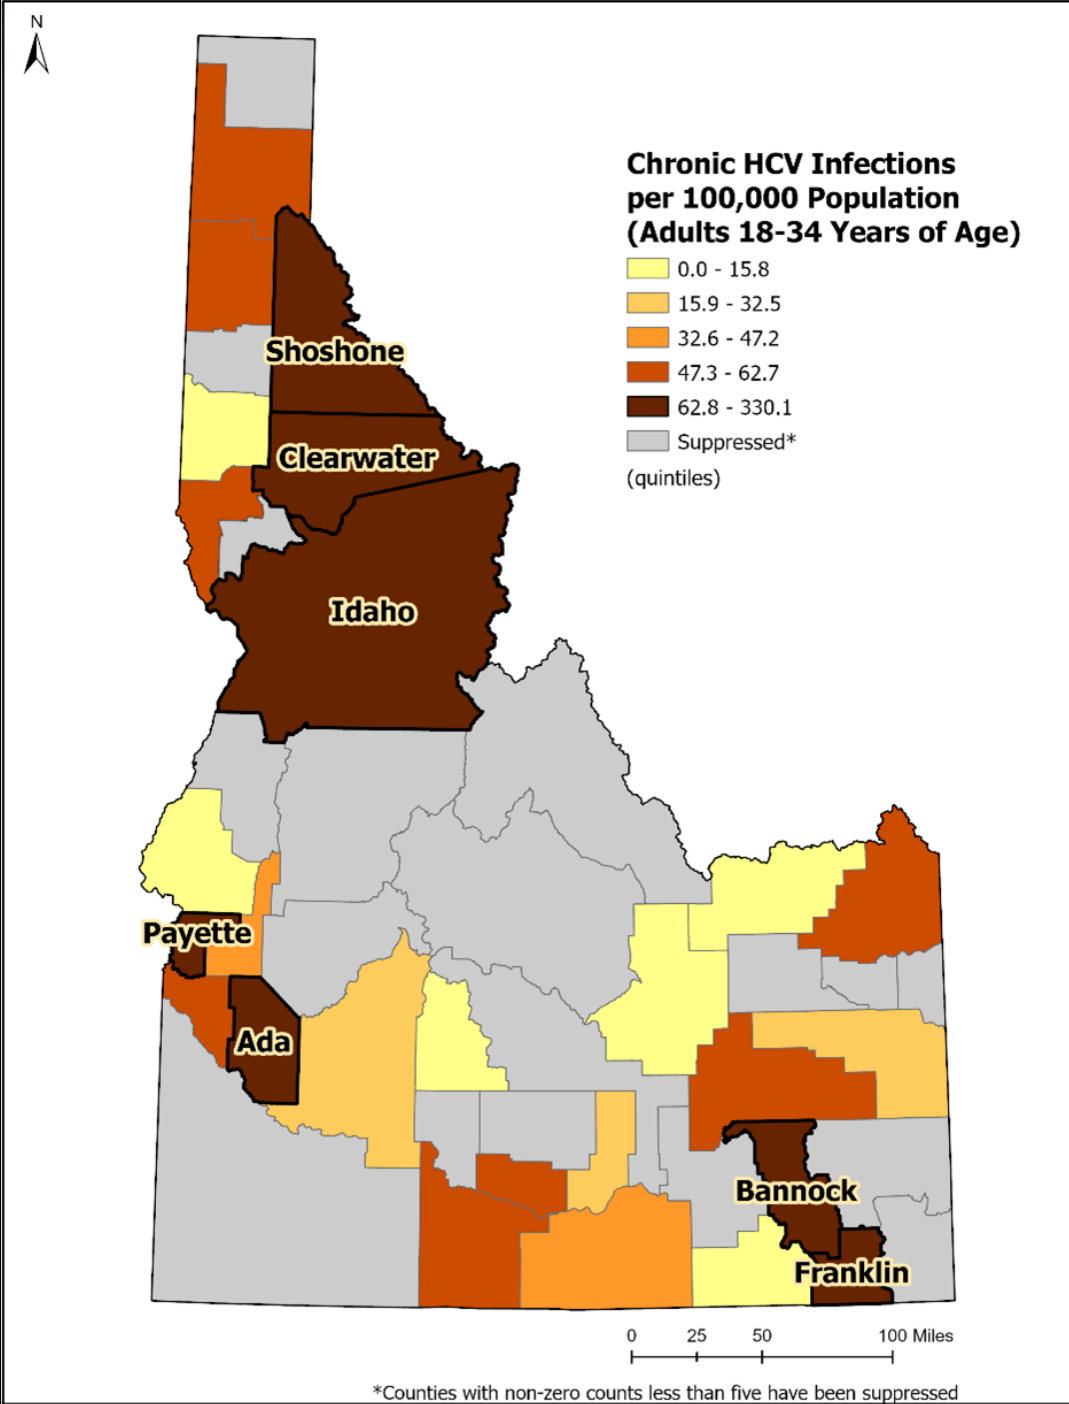 N
Chronic HCV Infections
per 100,000 Population
(Adults 18-34 Years of Age)
0.0 - 15.8
15.9 - 32.5
32.6 - 47.2
47.3 - 62.7
62.8 - 330.1
Suppressed*
(quintiles)
Shoshone
Clearwater
Idaho
Payette
Ada
Bannock
Franklin
0 25 50 100 Miles
*Counties with non-zero counts less than five have been suppressed